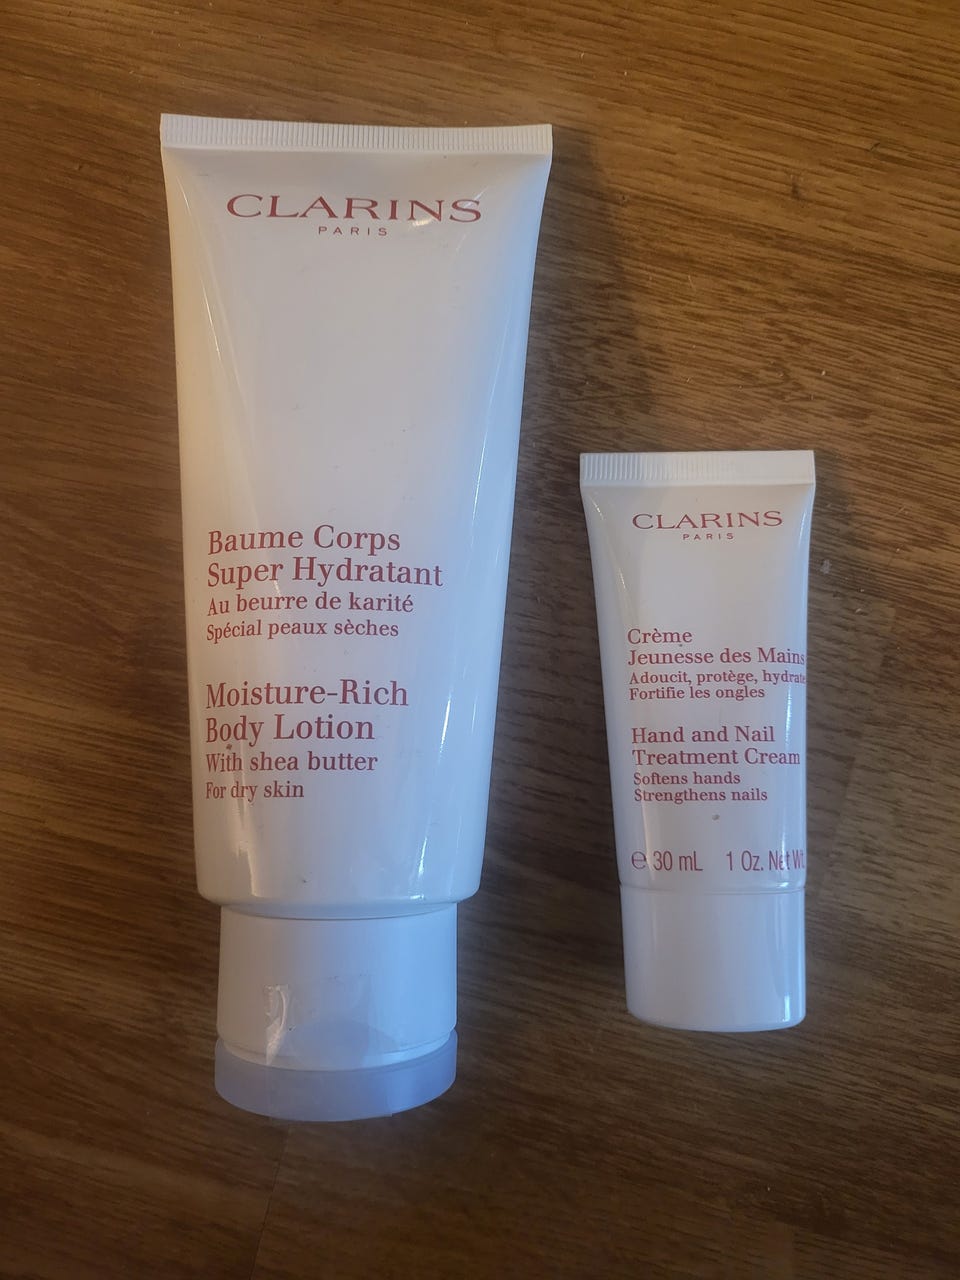 CLARINS
PARIS
Baume Corps
Super Hydratant
Au beurre de karité
Spécial peaux sèches
Moisture-Rich
Body Lotion
With shea butter
For dry skin
CLARINS
PARIS
Crème
Jeunesse des Mains
Adoucit, protège, hydrate
Fortifie les ongles
Hand and Nail
Treatment Cream
Softens hands
Strengthens nails
℮ 30 mL 1 Oz. Net Wt.